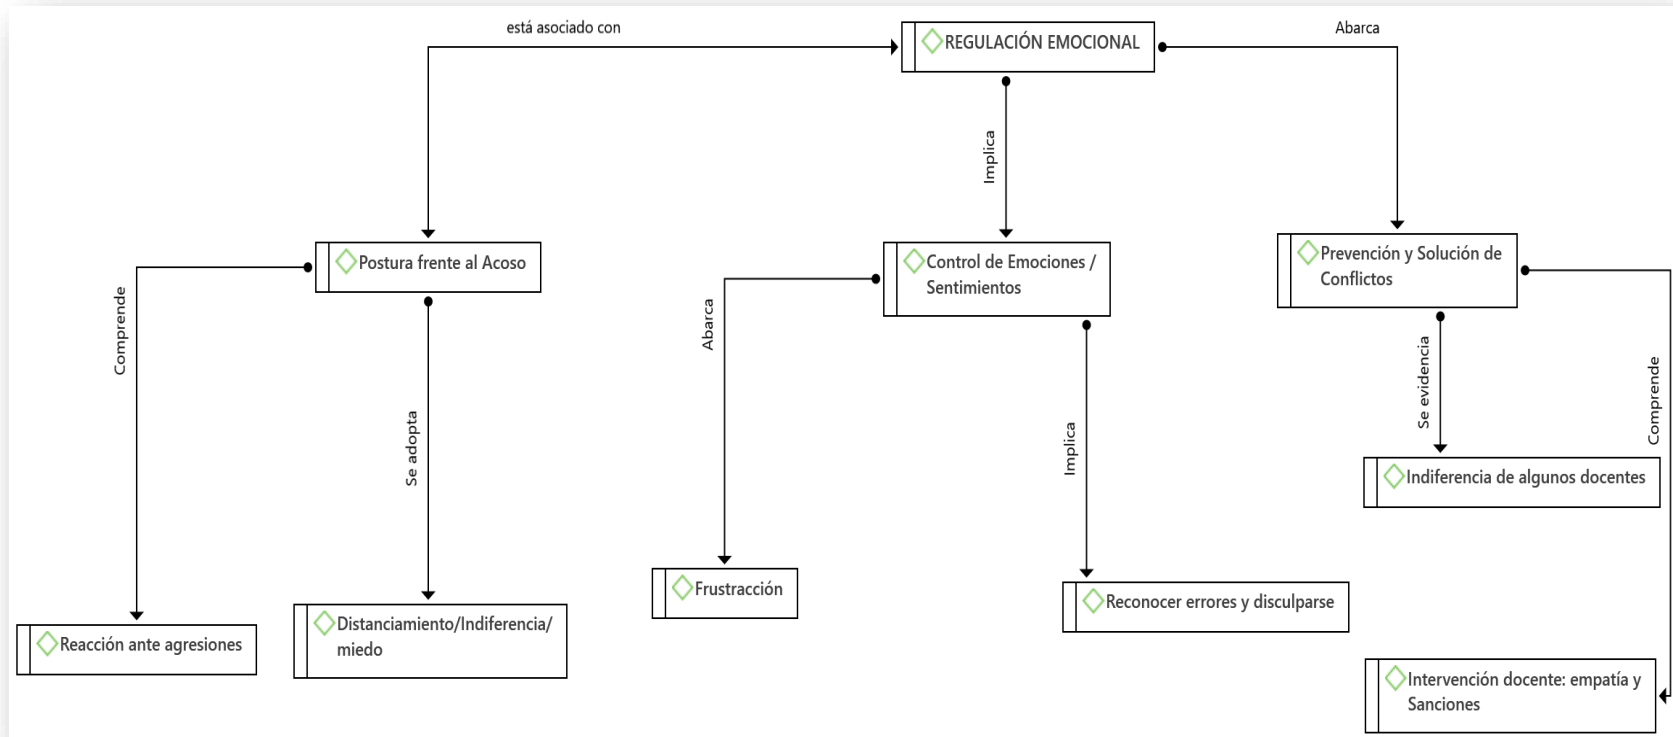 está asociado con
REGULACIÓN EMOCIONAL
Abarca
Implica
Postura frente al Acoso
Control de Emociones /
Sentimientos
Prevención y Solución de
Conflictos
Comprende
Se adopta
Abarca
Implica
Se evidencia
Comprende
Indiferencia de algunos docentes
Frustracción
Reconocer errores y disculparse
Reacción ante agresiones
Distanciamiento/Indiferencia/
miedo
Intervención docente: empatía y
Sanciones